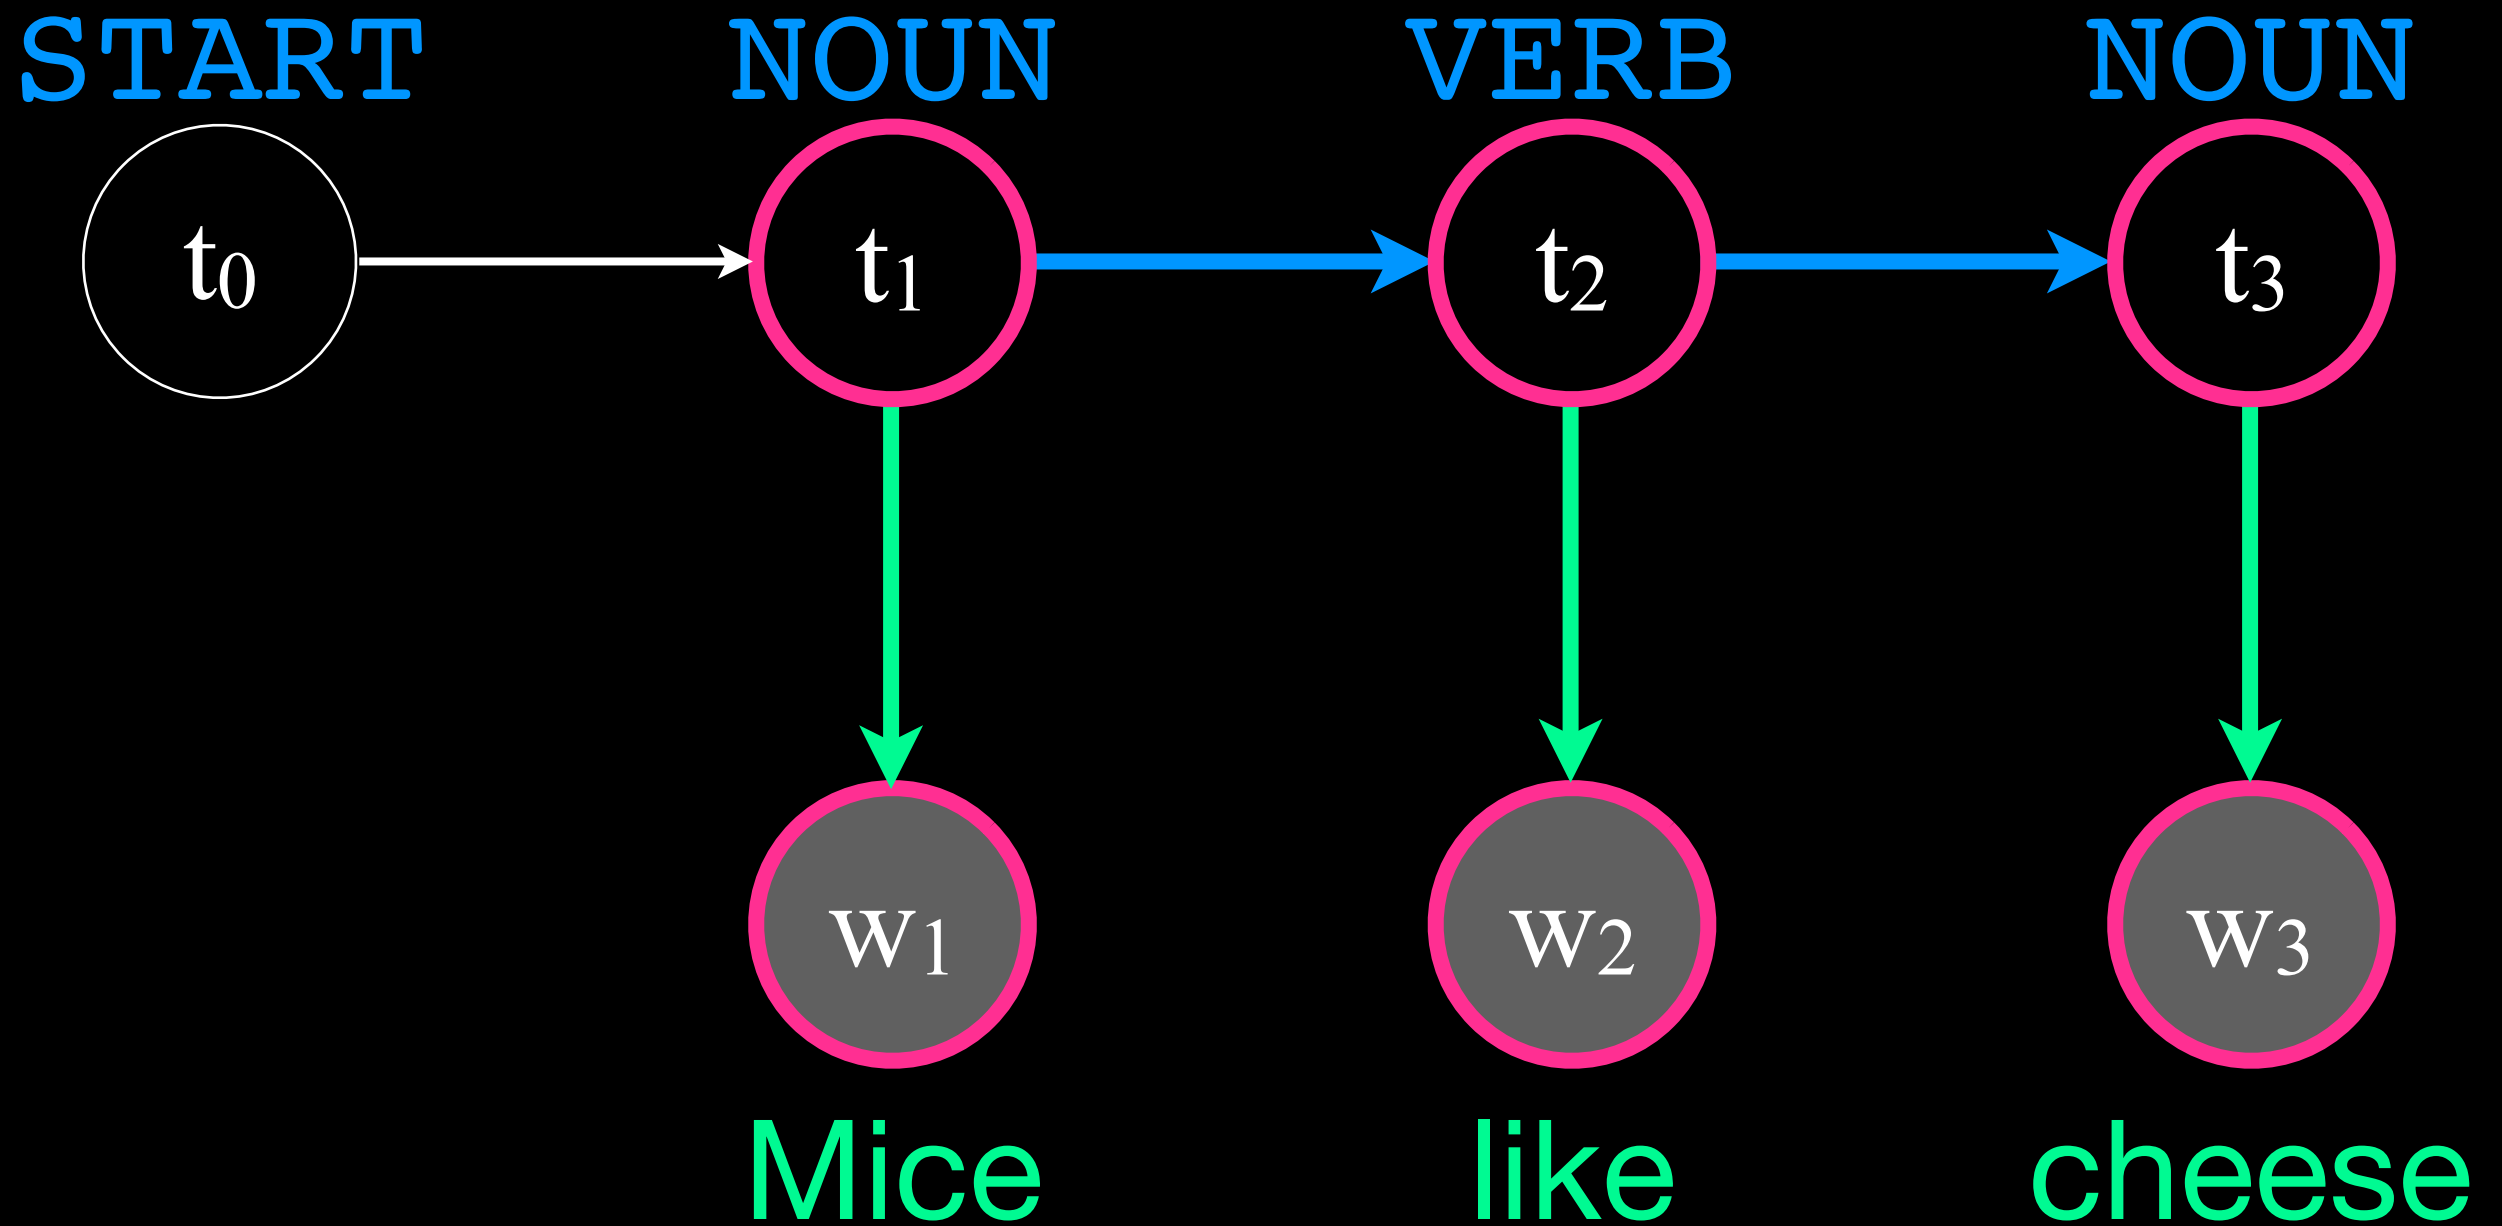 START NOUN VERB NOUN
t0 t1 t2 t3
w1 w2 w3
Mice like cheese